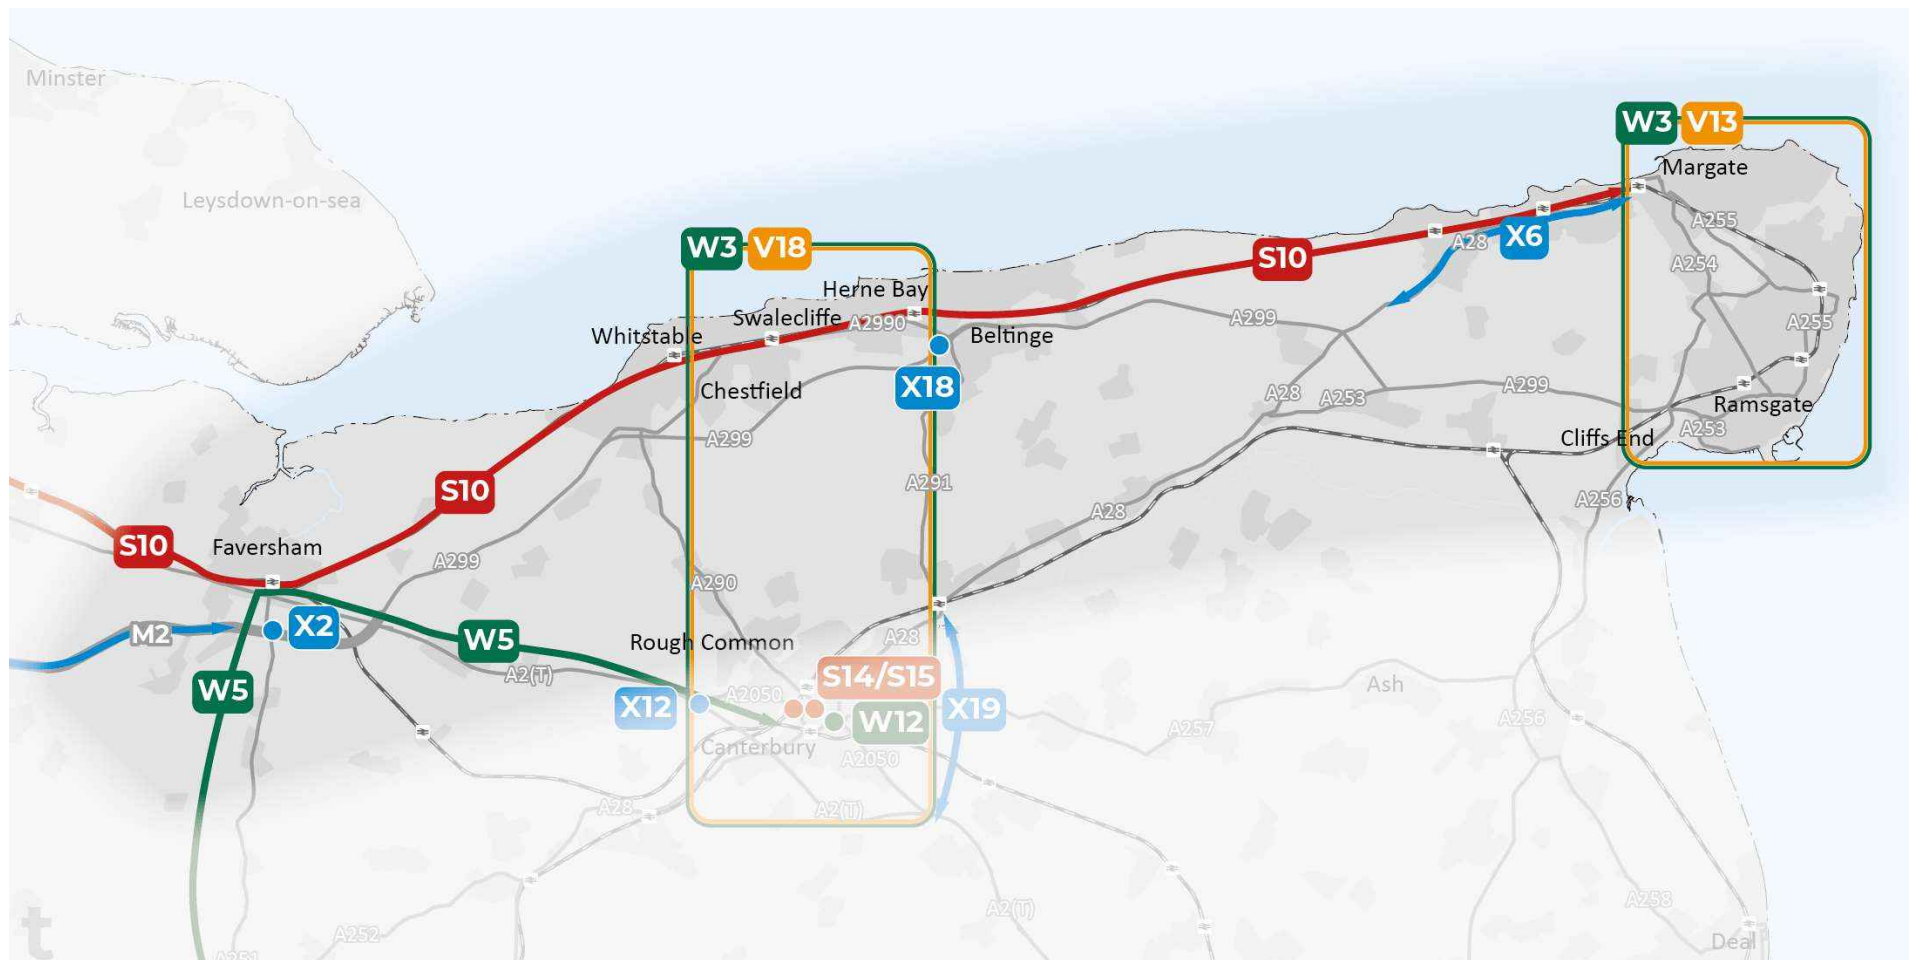 Minster
Leysdown-on-sea
W3 V13
Margate
A255
X6
A28
W3 V18
S10
A254
Herne Bay
Swalecliffe
A2990
A299
A255
Whitstable
Beltinge
X18
Chestfield
A28
A253
A299
Ramsgate
A299
Cliffs End
A253
S10
A291
A256
A28
S10
Faversham
A299
A290
M2
X2
W5
Rough Common
A28
A2(T)
S14/S15
W5
A2050
Ash
X12
X19
W12
A257
A256
Canterbury
A2050
A28
A2(T)
A258
A2(T)
t
A252
Deal
A251